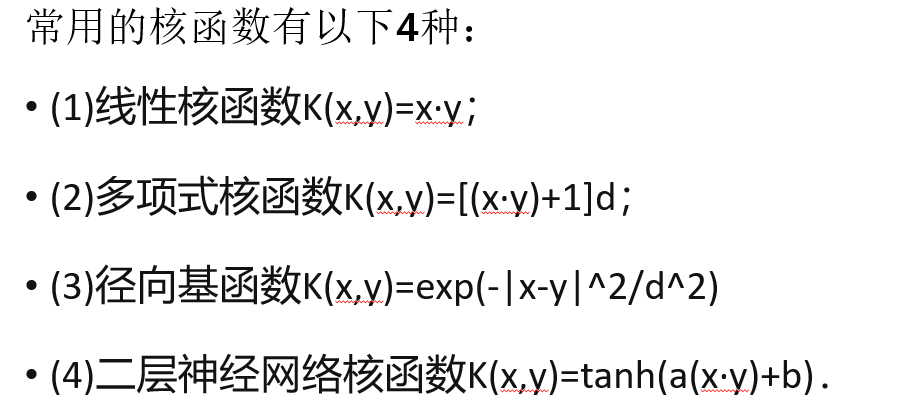 常用的核函数有以下4种：
• (1)线性核函数K(x,y)=x·y；
• (2)多项式核函数K(x,y)=[(x·y)+1]d；
• (3)径向基函数K(x,y)=exp(-|x-y|^2/d^2)
• (4)二层神经网络核函数K(x,y)=tanh(a(x·y)+b)．